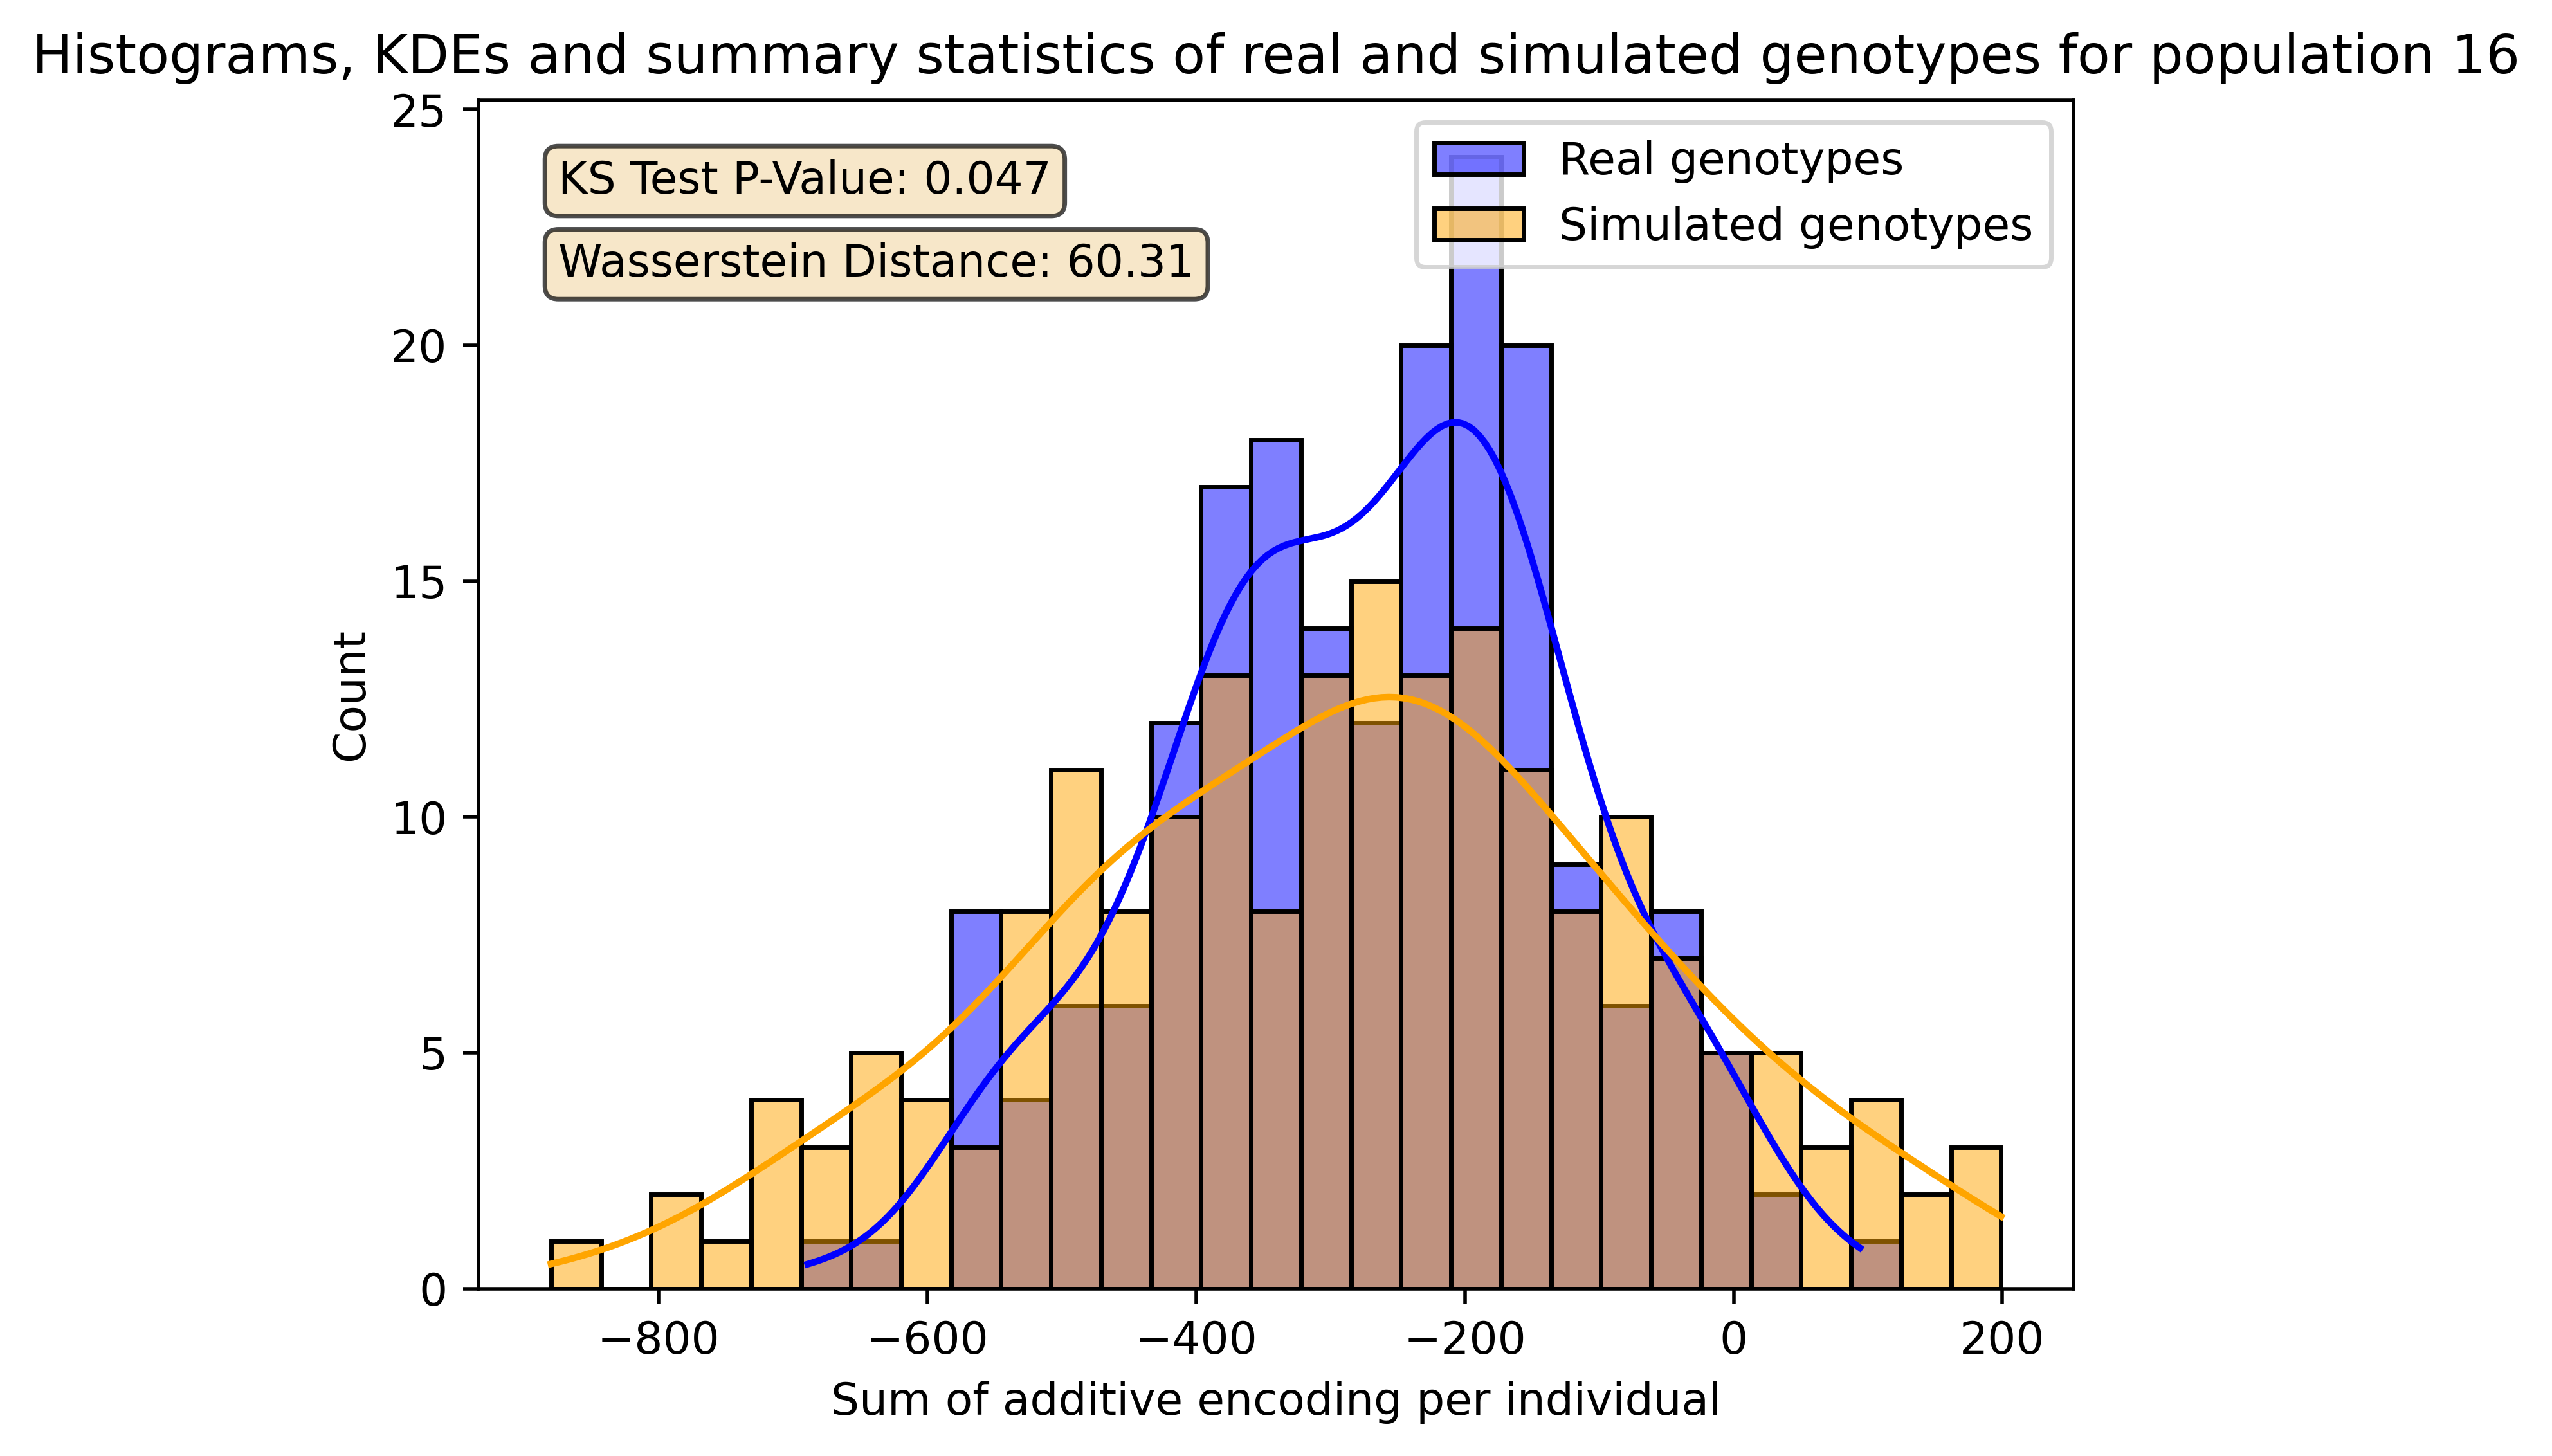 Histograms, KDEs and summary statistics of real and simulated genotypes for population 16
KS Test P-Value: 0.047
Wasserstein Distance: 60.31
Real genotypes
Simulated genotypes
25
20
15
10
5
0
Count
−800 −600 −400 −200 0 200
Sum of additive encoding per individual